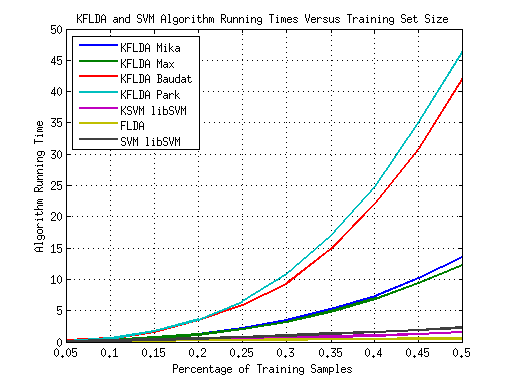 KFLDA and SVM Algorithm Running Times Versus Training Set Size
50
45
40
35
30
25
20
15
10
5
0
Algorithm Running Time
KFLDA Mika
KFLDA Max
KFLDA Baudat
KFLDA Park
KSVM libSVM
FLDA
SVM libSVM
0.05 0.1 0.15 0.2 0.25 0.3 0.35 0.4 0.45 0.5
Percentage of Training Samples